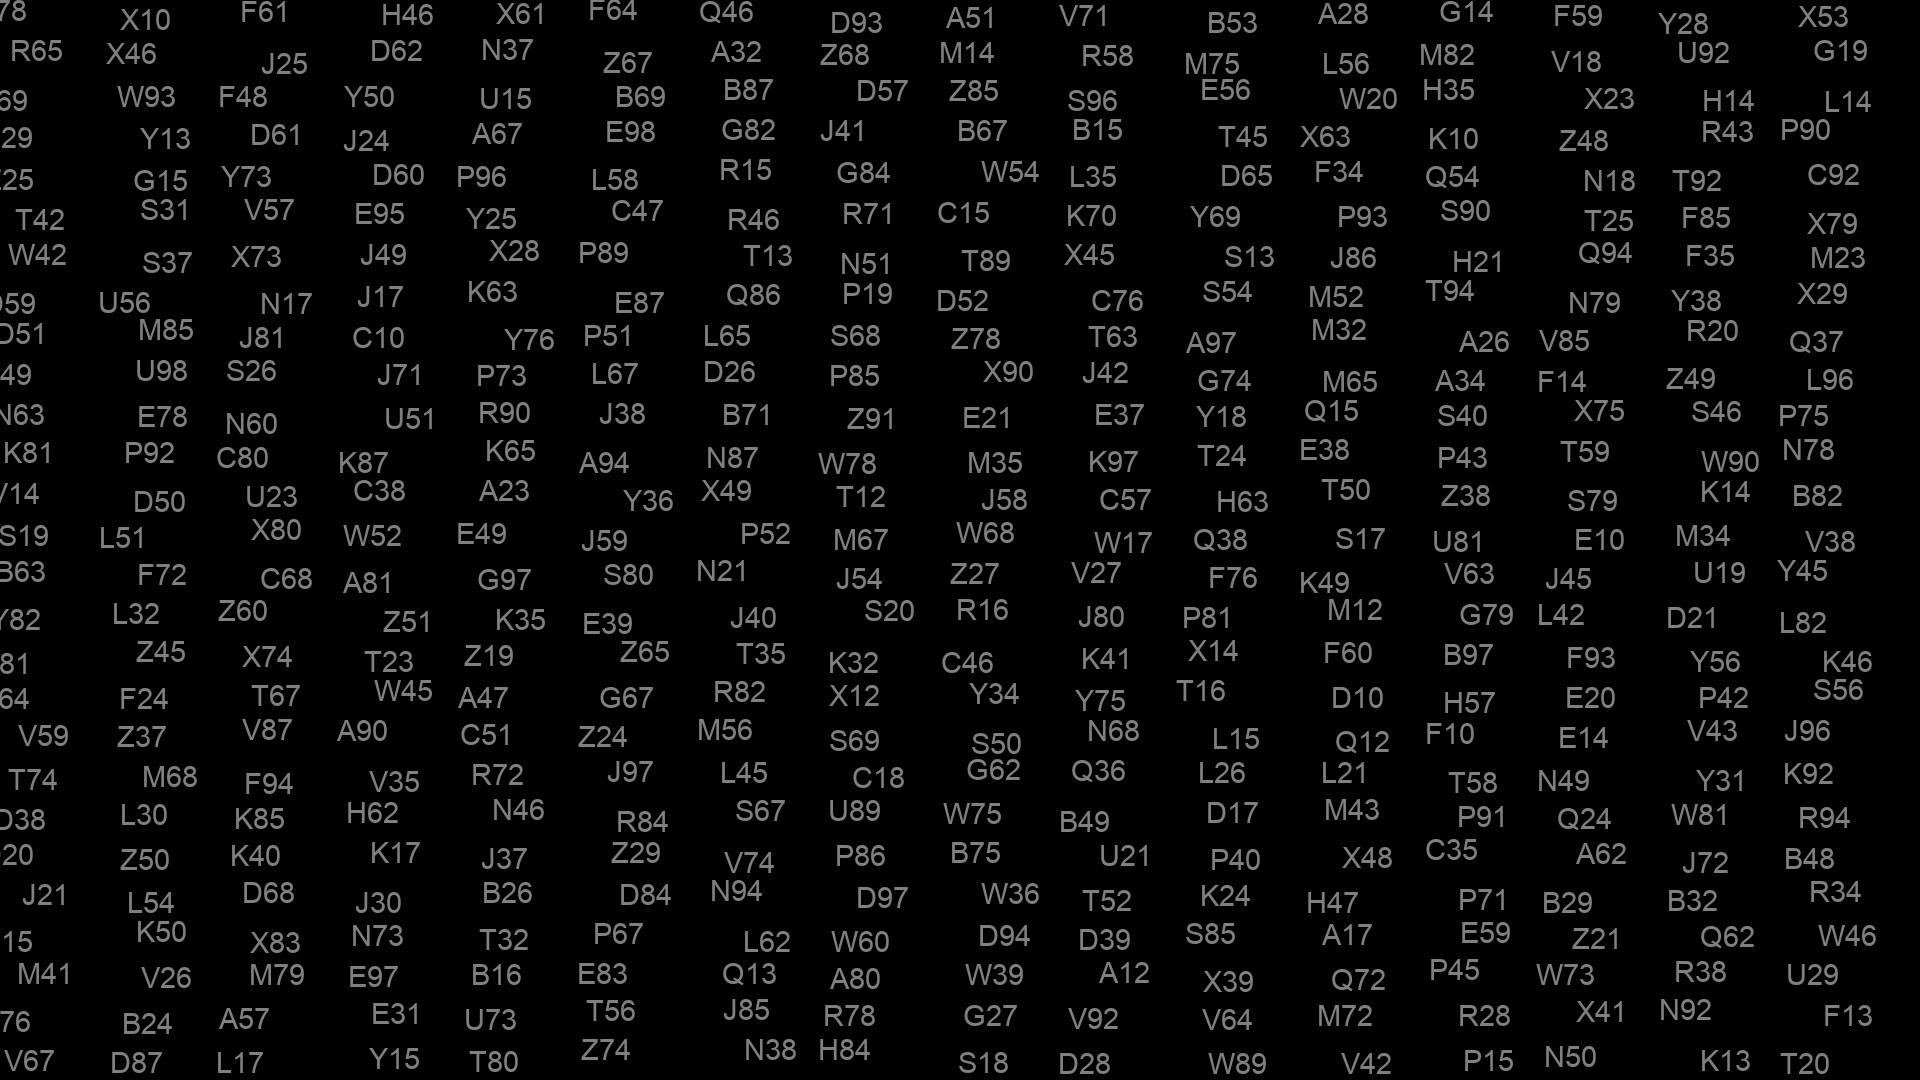 78 X10 F61 H46 X61 F64 Q46 D93 A51 V71 B53 A28 G14 F59 Y28 X53
R65 X46 J25 D62 N37 Z67 A32 Z68 M14 R58 M75 L56 M82 V18 U92 G19
69 W93 F48 Y50 U15 B69 B87 D57 Z85 S96 E56 W20 H35 X23 H14 L14
29 Y13 D61 J24 A67 E98 G82 J41 B67 B15 T45 X63 K10 Z48 R43 P90
25 G15 Y73 D60 P96 L58 R15 G84 W54 L35 D65 F34 Q54 N18 T92 C92
T42 S31 V57 E95 Y25 C47 R46 R71 C15 K70 Y69 P93 S90 T25 F85 X79
W42 S37 X73 J49 X28 P89 T13 N51 T89 X45 S13 J86 H21 Q94 F35 M23
59 U56 N17 J17 K63 E87 Q86 P19 D52 C76 S54 M52 T94 N79 Y38 X29
D51 M85 J81 C10 Y76 P51 L65 S68 Z78 T63 A97 M32 A26 V85 R20 Q37
49 U98 S26 J71 P73 L67 D26 P85 X90 J42 G74 M65 A34 F14 Z49 L96
N63 E78 N60 U51 R90 J38 B71 Z91 E21 E37 Y18 Q15 S40 X75 S46 P75
K81 P92 C80 K87 K65 A94 N87 W78 M35 K97 T24 E38 P43 T59 W90 N78
V14 D50 U23 C38 A23 Y36 X49 T12 J58 C57 H63 T50 Z38 S79 K14 B82
S19 L51 X80 W52 E49 J59 P52 M67 W68 W17 Q38 S17 U81 E10 M34 V38
B63 F72 C68 A81 G97 S80 N21 J54 Z27 V27 F76 K49 V63 J45 U19 Y45
Y82 L32 Z60 Z51 K35 E39 J40 S20 R16 J80 P81 M12 G79 L42 D21 L82
81 Z45 X74 T23 Z19 Z65 T35 K32 C46 K41 X14 F60 B97 F93 Y56 K46
64 F24 T67 W45 A47 G67 R82 X12 Y34 Y75 T16 D10 H57 E20 P42 S56
V59 Z37 V87 A90 C51 Z24 M56 S69 S50 N68 L15 Q12 F10 E14 V43 J96
T74 M68 F94 V35 R72 J97 L45 C18 G62 Q36 L26 L21 T58 N49 Y31 K92
D38 L30 K85 H62 N46 R84 S67 U89 W75 B49 D17 M43 P91 Q24 W81 R94
20 Z50 K40 K17 J37 Z29 V74 P86 B75 U21 P40 X48 C35 A62 J72 B48
J21 L54 D68 J30 B26 D84 N94 D97 W36 T52 K24 H47 P71 B29 B32 R34
15 K50 X83 N73 T32 P67 L62 W60 D94 D39 S85 A17 E59 Z21 Q62 W46
M41 V26 M79 E97 B16 E83 Q13 A80 W39 A12 X39 Q72 P45 W73 R38 U29
76 B24 A57 E31 U73 T56 J85 R78 G27 V92 V64 M72 R28 X41 N92 F13
V67 D87 L17 Y15 T80 Z74 N38 H84 S18 D28 W89 V42 P15 N50 K13 T20